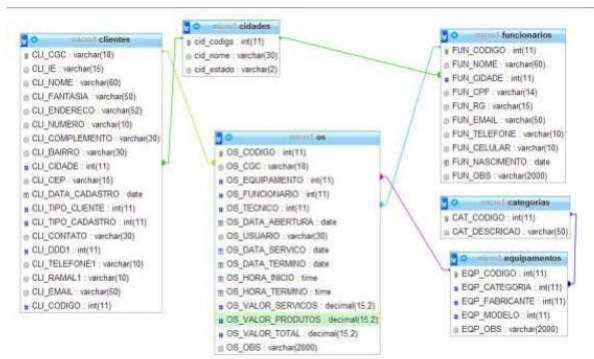 micros1 clientes
CLI_CGC : varchar(18)
CLI_IE : varchar(15)
CLI_NOME : varchar(60)
CLI_FANTASIA : varchar(50)
CLI_ENDERECO : varchar(52)
CLI_NUMERO : varchar(10)
CLI_COMPLEMENTO : varchar(30)
CLI_BAIRRO : varchar(30)
CLI_CIDADE : int(11)
CLI_CEP : varchar(15)
CLI_DATA_CADASTRO : date
CLI_TIPO_CLIENTE : int(11)
CLI_TIPO_CADASTRO : int(11)
CLI_CONTATO : varchar(30)
CLI_DDD1 : int(11)
CLI_TELEFONE1 : varchar(10)
CLI_RAMAL1 : varchar(10)
CLI_EMAIL : varchar(50)
CLI_CODIGO : int(11)
micros1 cidades
cid_codigo : int(11)
cid_nome : varchar(30)
cid_estado : varchar(2)
micros1 os
OS_CODIGO : int(11)
OS_CGC : varchar(18)
OS_EQUIPAMENTO : int(11)
OS_FUNCIONARIO : int(11)
OS_TECNICO : int(11)
OS_DATA_ABERTURA : date
OS_USUARIO : varchar(30)
OS_DATA_SERVICO : date
OS_DATA_TERMINO : date
OS_HORA_INICIO : time
OS_HORA_TERMINO : time
OS_VALOR_SERVICOS : decimal(15,2)
OS_VALOR_PRODUTOS : decimal(15,2)
OS_VALOR_TOTAL : decimal(15,2)
OS_OBS : varchar(2000)
micros1 funcionarios
FUN_CODIGO : int(11)
FUN_NOME : varchar(60)
FUN_CIDADE : int(11)
FUN_CPF : varchar(14)
FUN_RG : varchar(15)
FUN_EMAIL : varchar(50)
FUN_TELEFONE : varchar(10)
FUN_CELULAR : varchar(10)
FUN_NASCIMENTO : date
FUN_OBS : varchar(2000)
micros1 categorias
CAT_CODIGO : int(11)
CAT_DESCRICAO : varchar(50)
micros1 equipamentos
EQP_CODIGO : int(11)
EQP_CATEGORIA : int(11)
EQP_FABRICANTE : int(11)
EQP_MODELO : int(11)
EQP_OBS : varchar(2000)